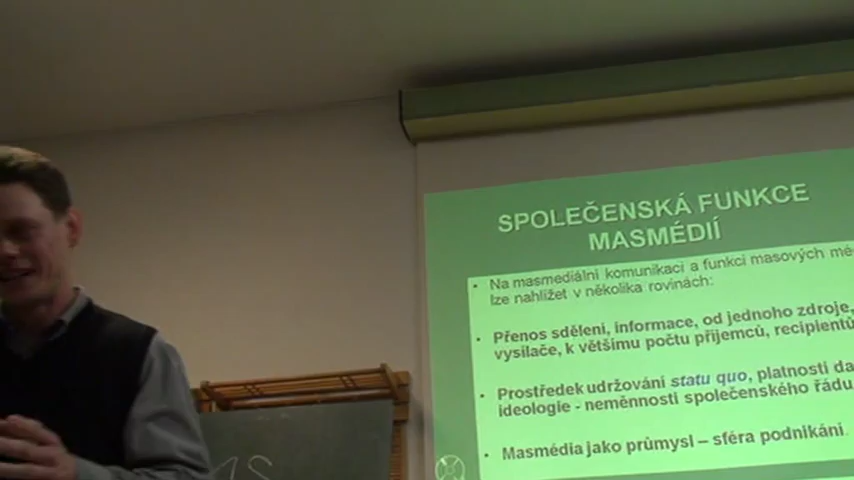 SPOLEČENSKÁ FUNKCE
MASMÉDIÍ
• Na masmediální komunikaci a funkci masových mé
lze nahlížet v několika rovinách:
• Přenos sdělení, informace, od jednoho zdroje,
vysílače, k většímu počtu příjemců, recipientů
• Prostředek udržování statu quo, platnosti da
ideologie - neměnnosti společenského řádu
• Masmédia jako průmysl – sféra podnikání.